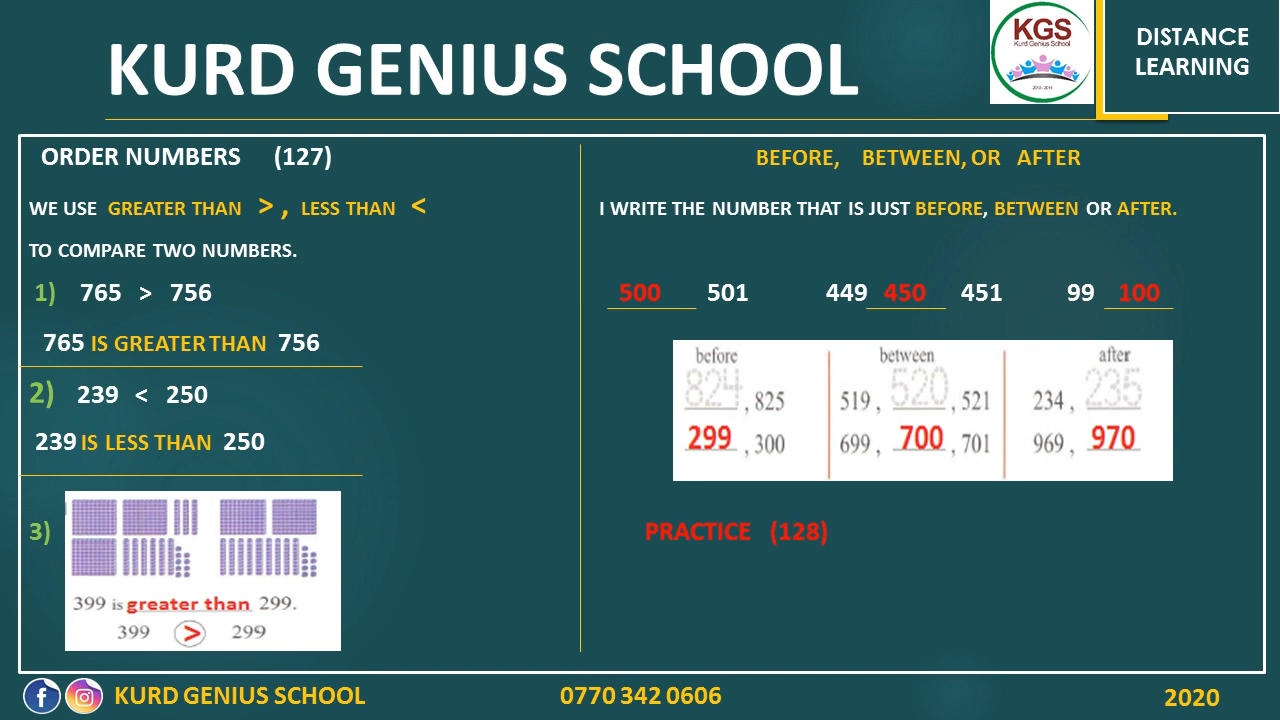 KURD GENIUS SCHOOL
KGS
Kurd Genius School
DISTANCE
LEARNING
ORDER NUMBERS (127)
WE USE GREATER THAN > , LESS THAN <
TO COMPARE TWO NUMBERS.
1) 765 > 756
765 IS GREATER THAN 756
2) 239 < 250
239 IS LESS THAN 250
3)
399 is greater than 299.
399 > 299
BEFORE, BETWEEN, OR AFTER
I WRITE THE NUMBER THAT IS JUST BEFORE, BETWEEN OR AFTER.
500 501 449 450 451 99 100
before between after
824 , 825 519 , 520 , 521 234 , 235
299 , 300 699 , 700 , 701 969 , 970
PRACTICE (128)
KURD GENIUS SCHOOL 0770 342 0606 2020